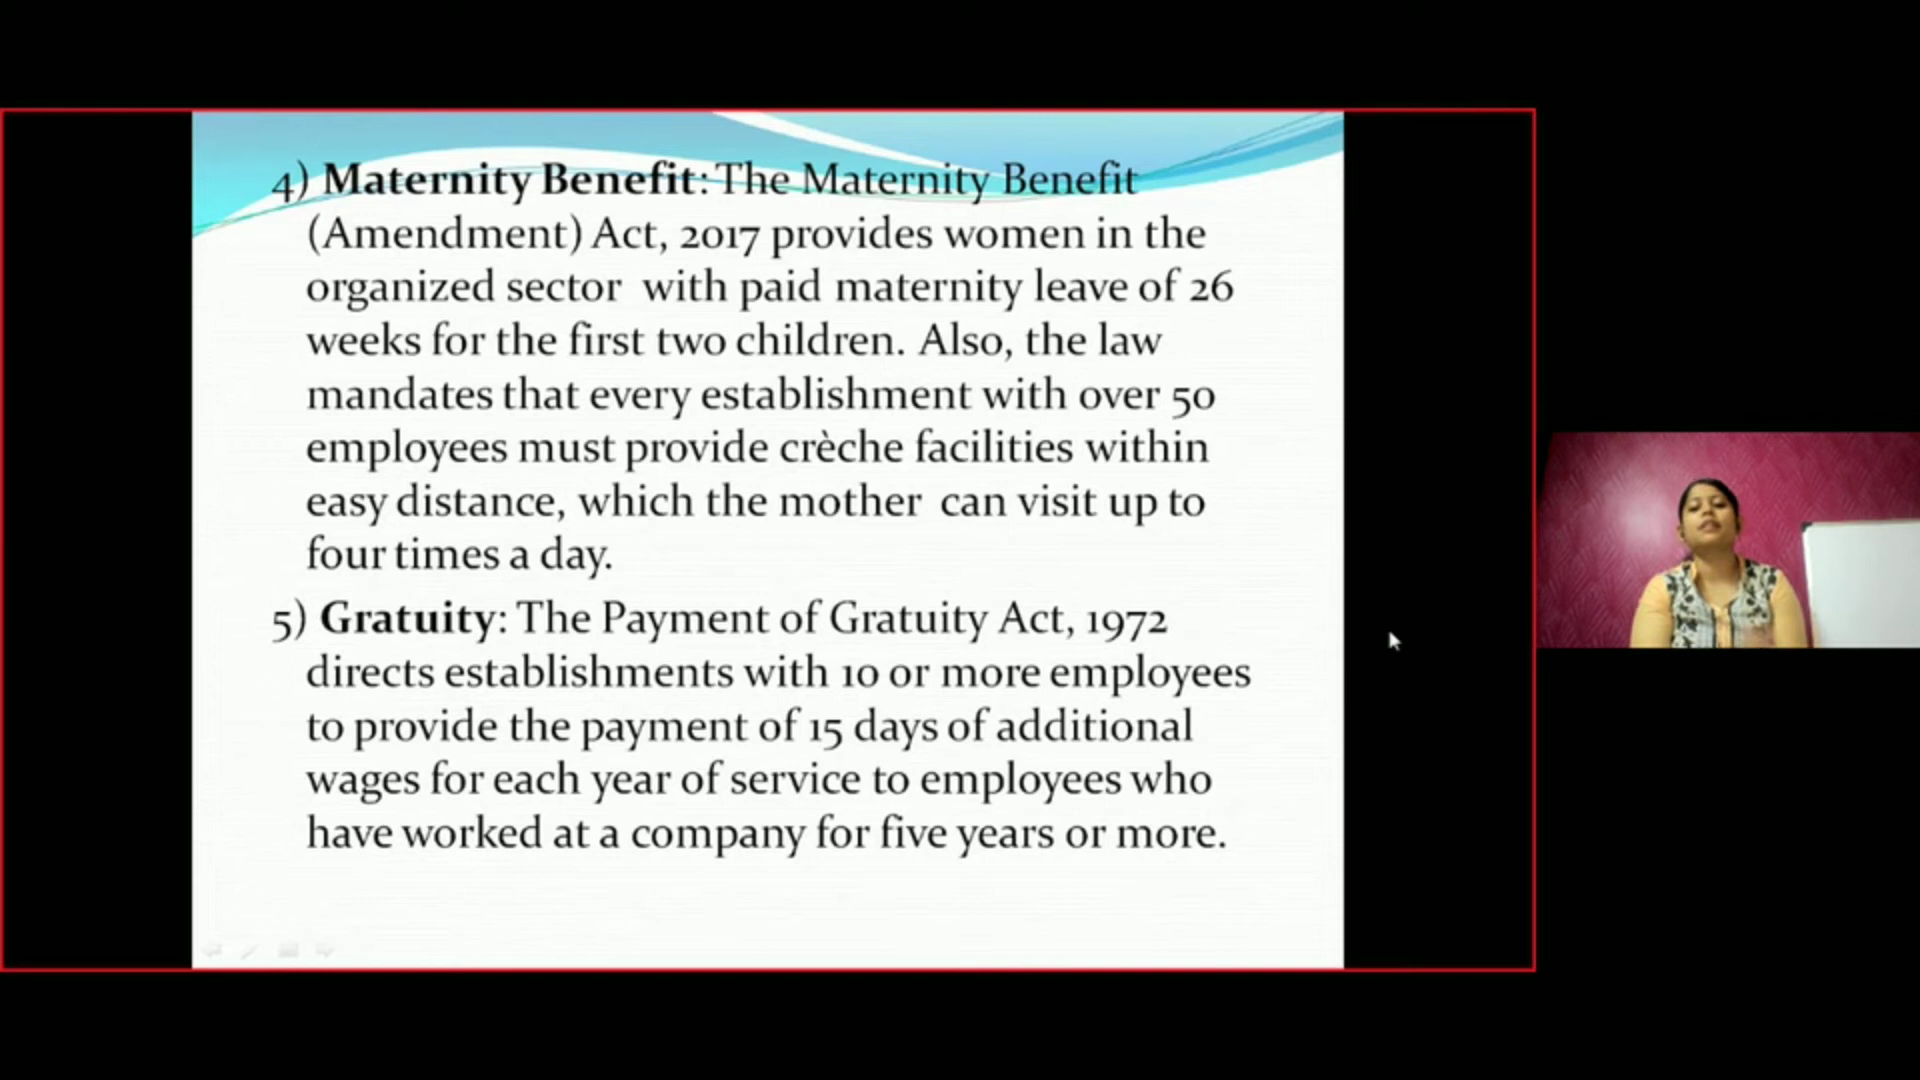 4) Maternity Benefit: The Maternity Benefit
(Amendment) Act, 2017 provides women in the
organized sector with paid maternity leave of 26
weeks for the first two children. Also, the law
mandates that every establishment with over 50
employees must provide crèche facilities within
easy distance, which the mother can visit up to
four times a day.
5) Gratuity: The Payment of Gratuity Act, 1972
directs establishments with 10 or more employees
to provide the payment of 15 days of additional
wages for each year of service to employees who
have worked at a company for five years or more.